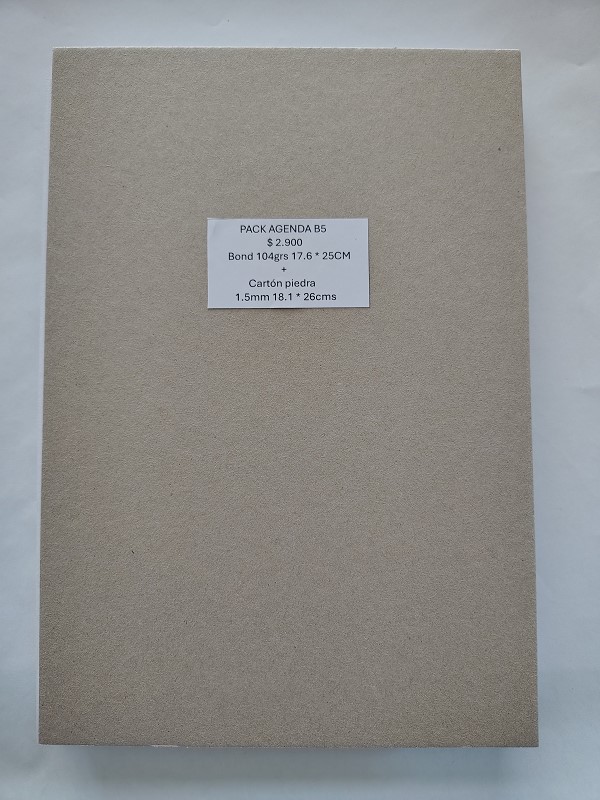 PACK AGENDA B5
$ 2.900
Bond 104grs 17.6 * 25CM
+
Cartón piedra
1.5mm 18.1 * 26cms